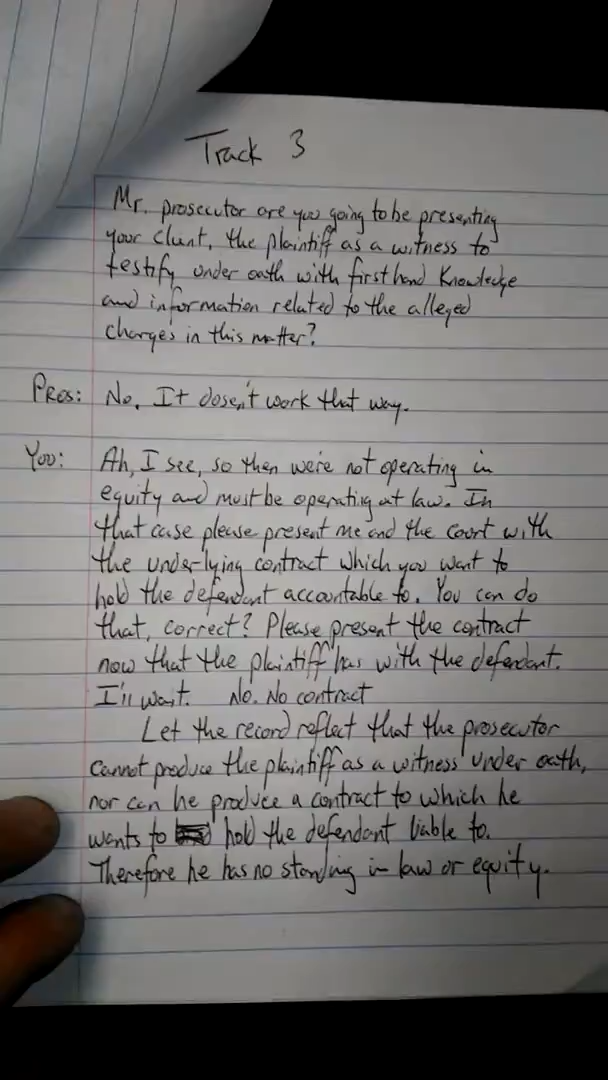 Track 3
Mr. prosecutor are you going to be presenting
your client, the plaintiff as a witness to
testify under oath with first hand knowledge
and information related to the alleged
charges in this matter?
Pros: No. It dosen't work that way.
You: Ah, I see, so then we're not operating in
equity and must be operating at law. In
that case please present me and the court with
the underlying contract which you want to
hold the defendant accountable to. You can do
that, correct? Please present the contract
now that the plaintiff has with the defendant.
I'll wait. No. No contract
Let the record reflect that the prosecutor
cannot produce the plaintiff as a witness under oath,
nor can he produce a contract to which he
wants to hold the defendant liable to.
Therefore he has no standing in law or equity.